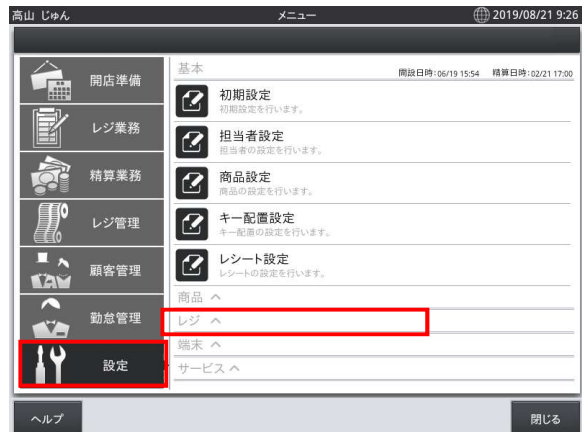 高山 じゅん
メニュー
2019/08/21 9:26
開店準備
レジ業務
精算業務
レジ管理
顧客管理
勤怠管理
設定
基本
開設日時:06/19 15:54 精算日時:02/21 17:00
初期設定
初期設定を行います。
担当者設定
担当者の設定を行います。
商品設定
商品の設定を行います。
キー配置設定
キー配置の設定を行います。
レシート設定
レシートの設定を行います。
商品
レジ
端末
サービス
ヘルプ
閉じる